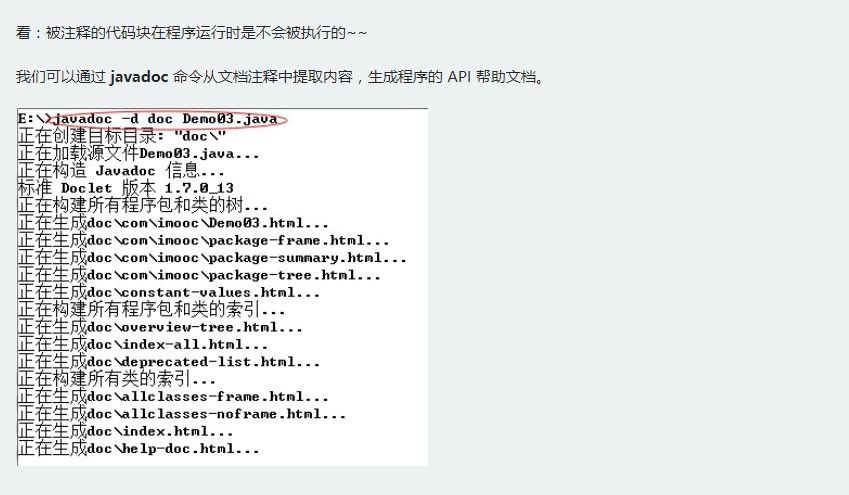 看：被注释的代码块在程序运行时是不会被执行的~~
我们可以通过 javadoc 命令从文档注释中提取内容，生成程序的 API 帮助文档。
E:\>javadoc -d doc Demo03.java
正在创建目标目录: "doc\"
正在加载源文件Demo03.java...
正在构造 Javadoc 信息...
标准 Doclet 版本 1.7.0_13
正在构建所有程序包和类的树...
正在生成doc\com\imooc\Demo03.html...
正在生成doc\com\imooc\package-frame.html...
正在生成doc\com\imooc\package-summary.html...
正在生成doc\com\imooc\package-tree.html...
正在生成doc\constant-values.html...
正在构建所有程序包和类的索引...
正在生成doc\overview-tree.html...
正在生成doc\index-all.html...
正在生成doc\deprecated-list.html...
正在构建所有类的索引...
正在生成doc\allclasses-frame.html...
正在生成doc\allclasses-noframe.html...
正在生成doc\index.html...
正在生成doc\help-doc.html...